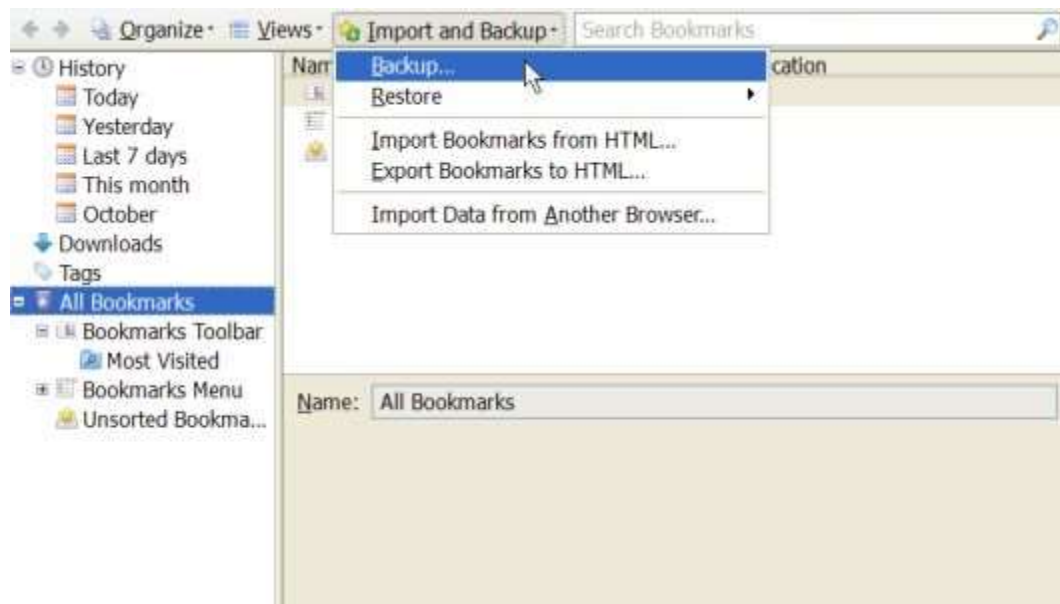 Organize Views Import and Backup Search Bookmarks
History
Today
Yesterday
Last 7 days
This month
October
Downloads
Tags
All Bookmarks
Bookmarks Toolbar
Most Visited
Bookmarks Menu
Unsorted Bookma...
Nam cation
Backup...
Restore
Import Bookmarks from HTML...
Export Bookmarks to HTML...
Import Data from Another Browser...
Name: All Bookmarks